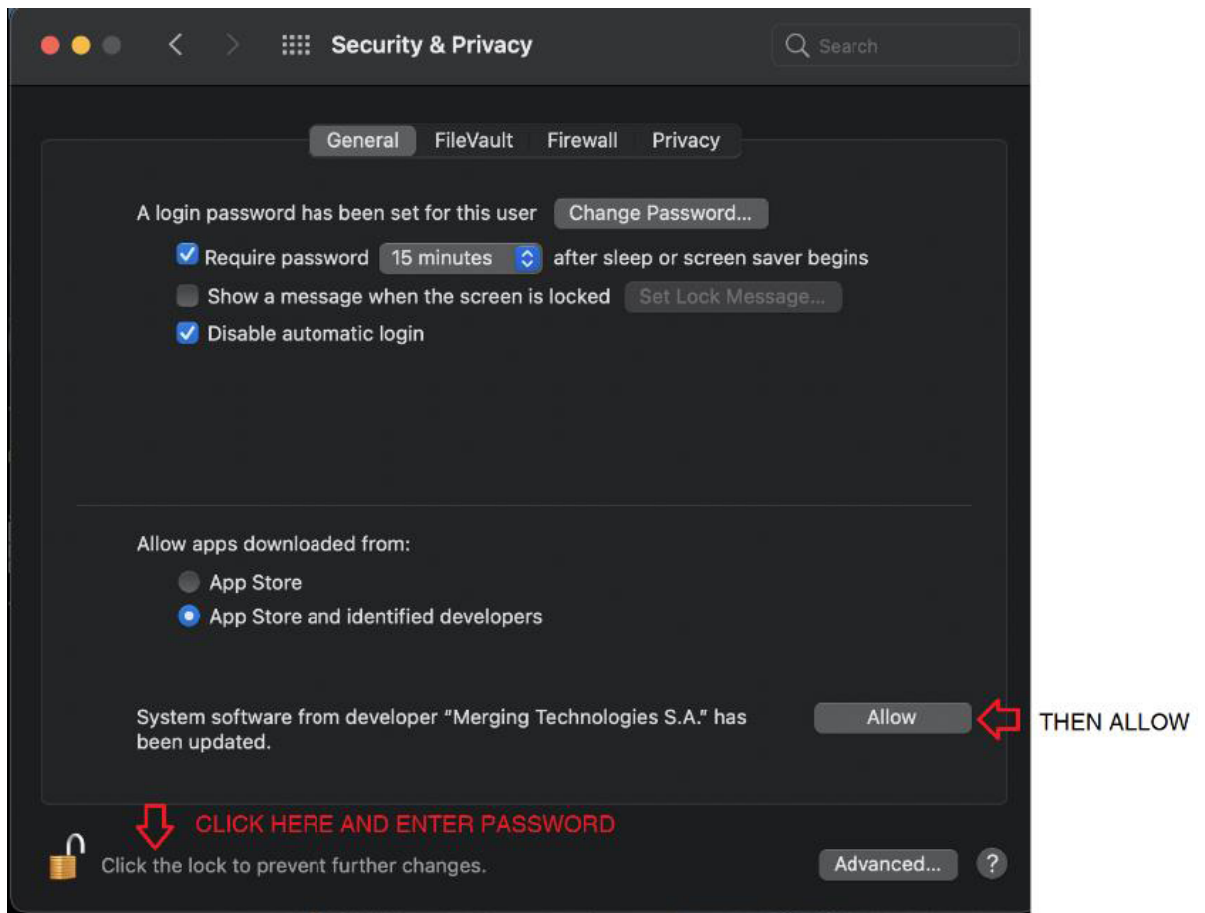 Security & Privacy
Search
General FileVault Firewall Privacy
A login password has been set for this user Change Password...
Require password 15 minutes after sleep or screen saver begins
Show a message when the screen is locked Set Lock Message...
Disable automatic login
Allow apps downloaded from:
App Store
App Store and identified developers
System software from developer “Merging Technologies S.A.” has
been updated.
Allow
THEN ALLOW
CLICK HERE AND ENTER PASSWORD
Click the lock to prevent further changes.
Advanced... ?